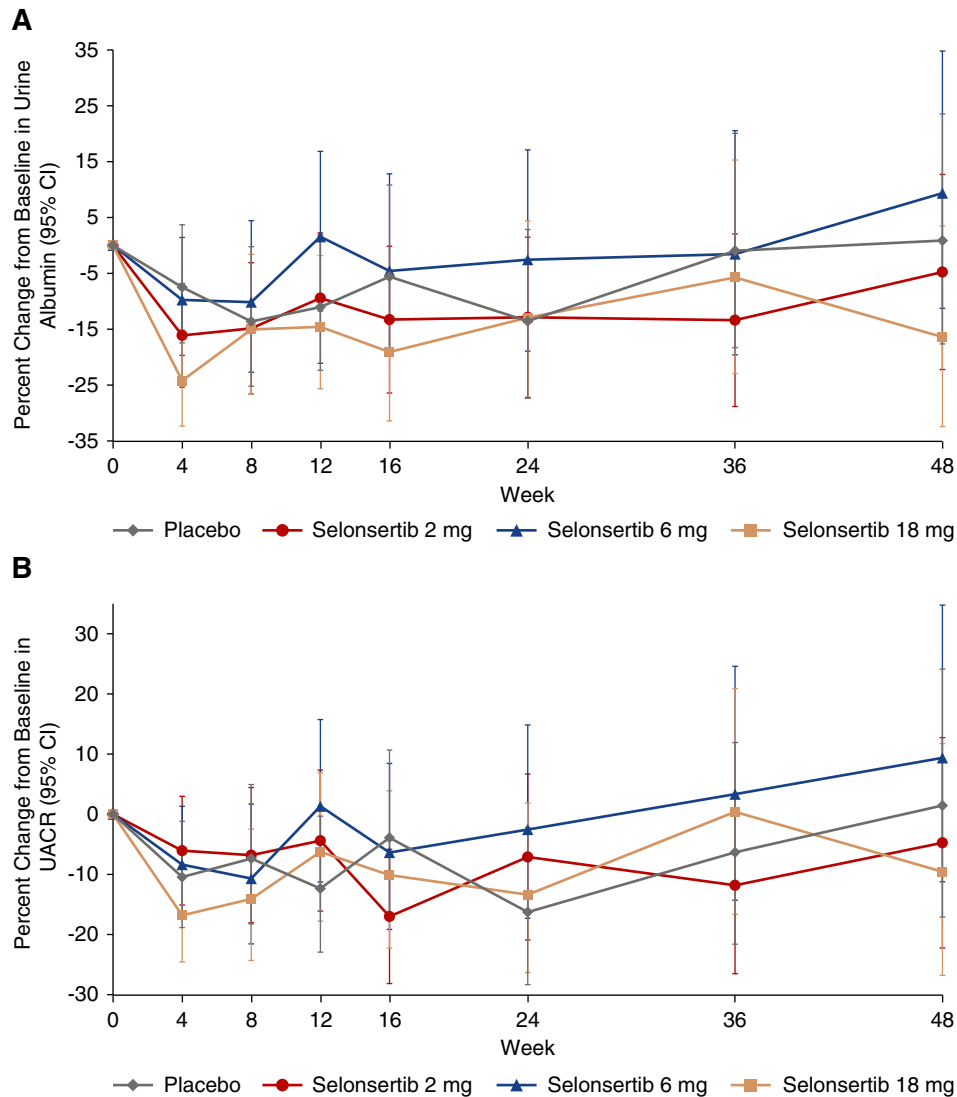 A
Percent Change from Baseline in Urine
Albumin (95% CI)
35
25
15
5
-5
-15
-25
-35
0 4 8 12 16 24 36 48
Week
Placebo Selonsertib 2 mg Selonsertib 6 mg Selonsertib 18 mg
B
Percent Change from Baseline in
UACR (95% CI)
30
20
10
0
-10
-20
-30
0 4 8 12 16 24 36 48
Week
Placebo Selonsertib 2 mg Selonsertib 6 mg Selonsertib 18 mg